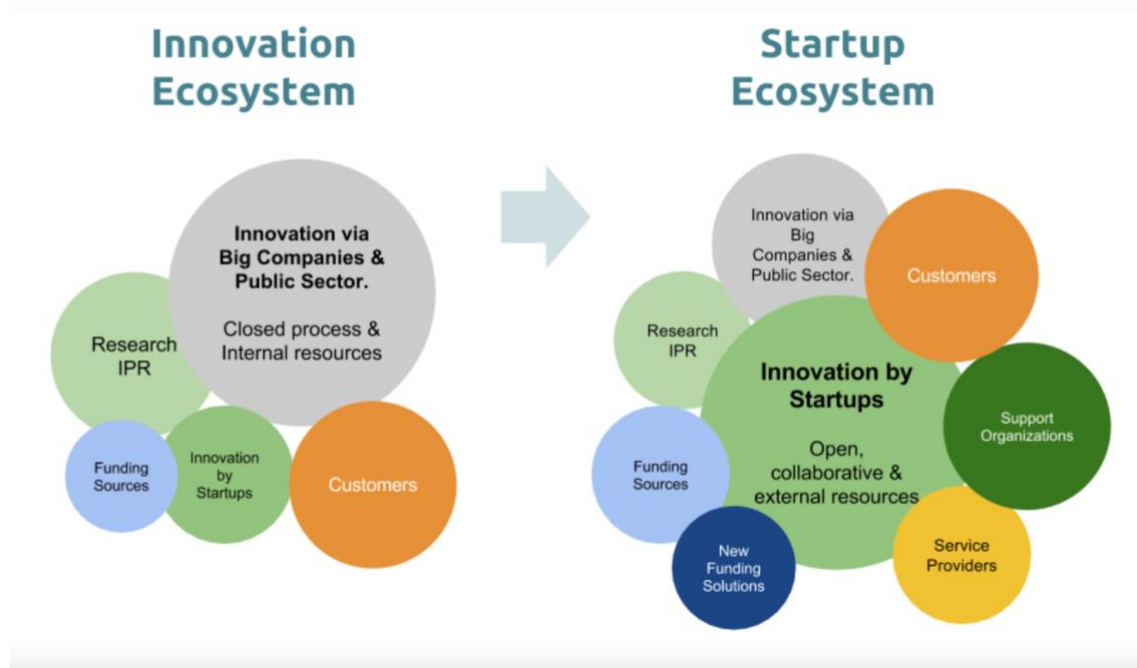 Innovation
Ecosystem
Innovation via
Big Companies &
Public Sector.
Closed process &
Internal resources
Research
IPR
Funding
Sources
Innovation
by
Startups
Customers
Startup
Ecosystem
Innovation via
Big
Companies &
Public Sector.
Customers
Research
IPR
Innovation by
Startups
Open,
collaborative &
external resources
Support
Organizations
Funding
Sources
New
Funding
Solutions
Service
Providers